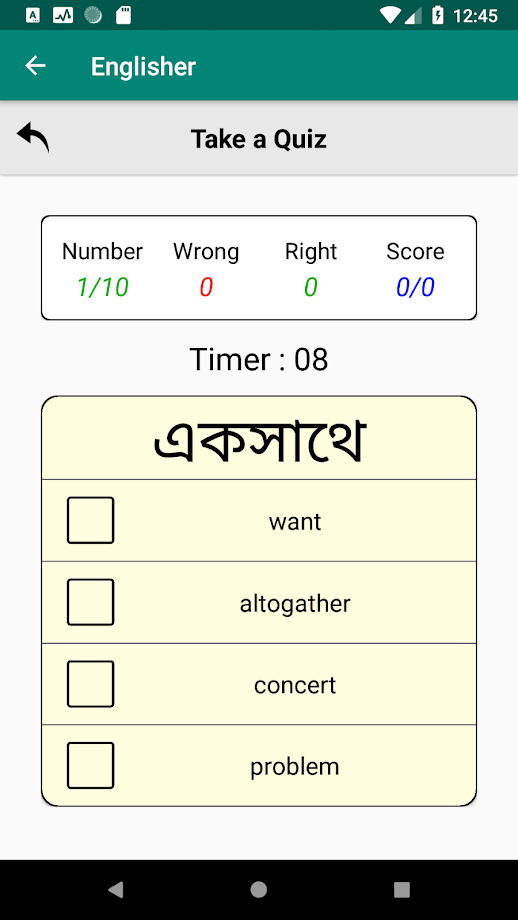 12:45
Englisher
Take a Quiz
Number Wrong Right Score
1/10 0 0 0/0
Timer : 08
একসাথে
want
altogather
concert
problem